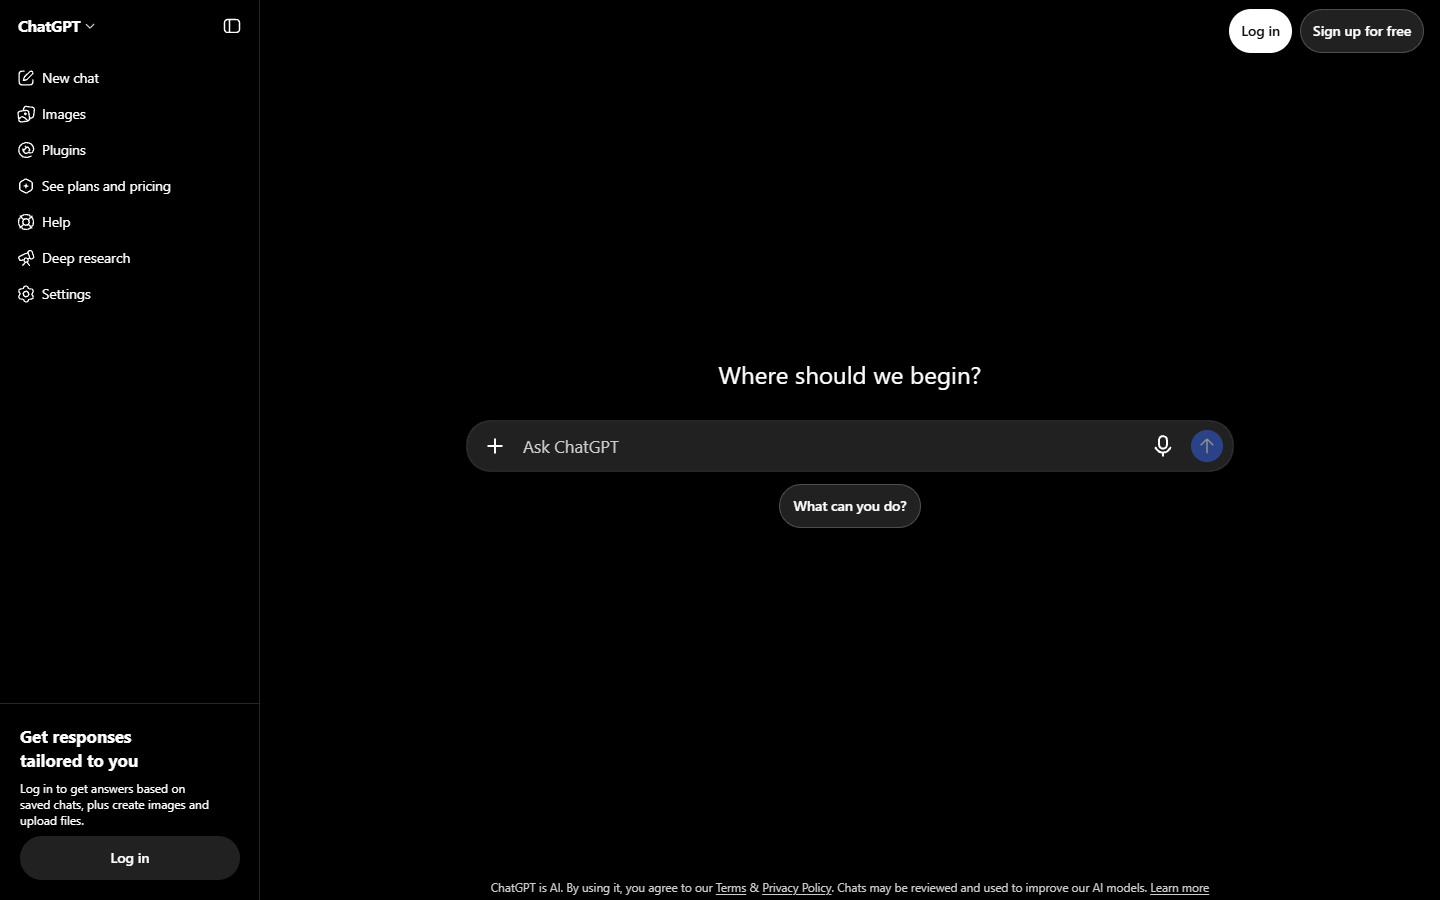 ChatGPT
Log in
Sign up for free
New chat
Images
Plugins
See plans and pricing
Help
Deep research
Settings
Where should we begin?
Ask ChatGPT
What can you do?
Get responses
tailored to you
Log in to get answers based on
saved chats, plus create images and
upload files.
Log in
ChatGPT is AI. By using it, you agree to our Terms & Privacy Policy. Chats may be reviewed and used to improve our AI models. Learn more